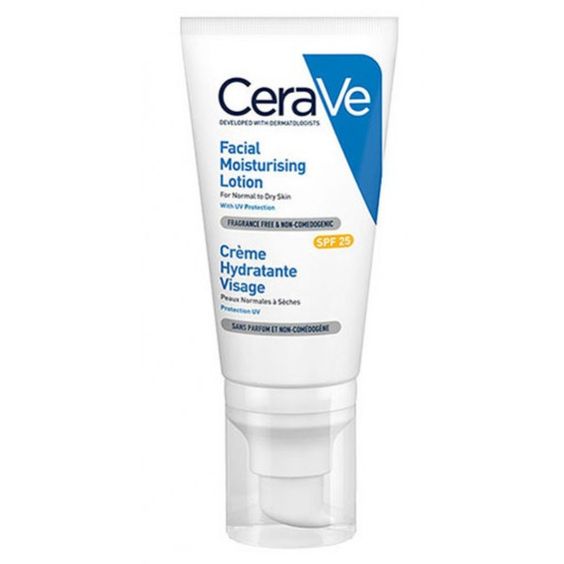 CeraVe
DEVELOPED WITH DERMATOLOGISTS
Facial
Moisturising
Lotion
For Normal to Dry Skin
With UV Protection
FRAGRANCE FREE & NON-COMEDOGENIC
SPF 25
Crème
Hydratante
Visage
Peaux Normales à Sèches
Protection UV
SANS PARFUM ET NON-COMÉDOGÈNE